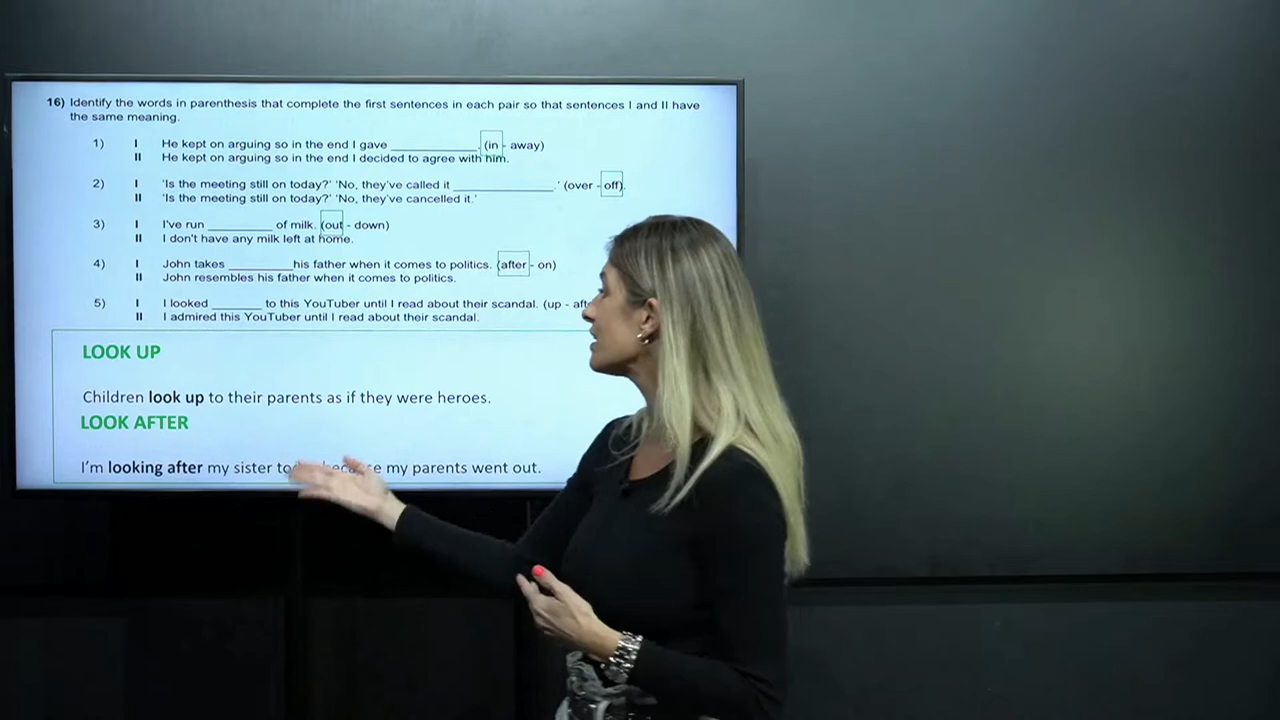 16) Identify the words in parenthesis that complete the first sentences in each pair so that sentences I and II have
the same meaning.
1) I He kept on arguing so in the end I gave ____________. (in - away)
II He kept on arguing so in the end I decided to agree with him.
2) I 'Is the meeting still on today?' 'No, they've called it ______________.' (over - off).
II 'Is the meeting still on today?' 'No, they've cancelled it.'
3) I I've run _________ of milk. (out - down)
II I don't have any milk left at home.
4) I John takes _________his father when it comes to politics. (after - on)
II John resembles his father when it comes to politics.
5) I I looked _______ to this YouTuber until I read about their scandal. (up -
II I admired this YouTuber until I read about their scandal.
LOOK UP
Children look up to their parents as if they were heroes.
LOOK AFTER
I'm looking after my sister my parents went out.